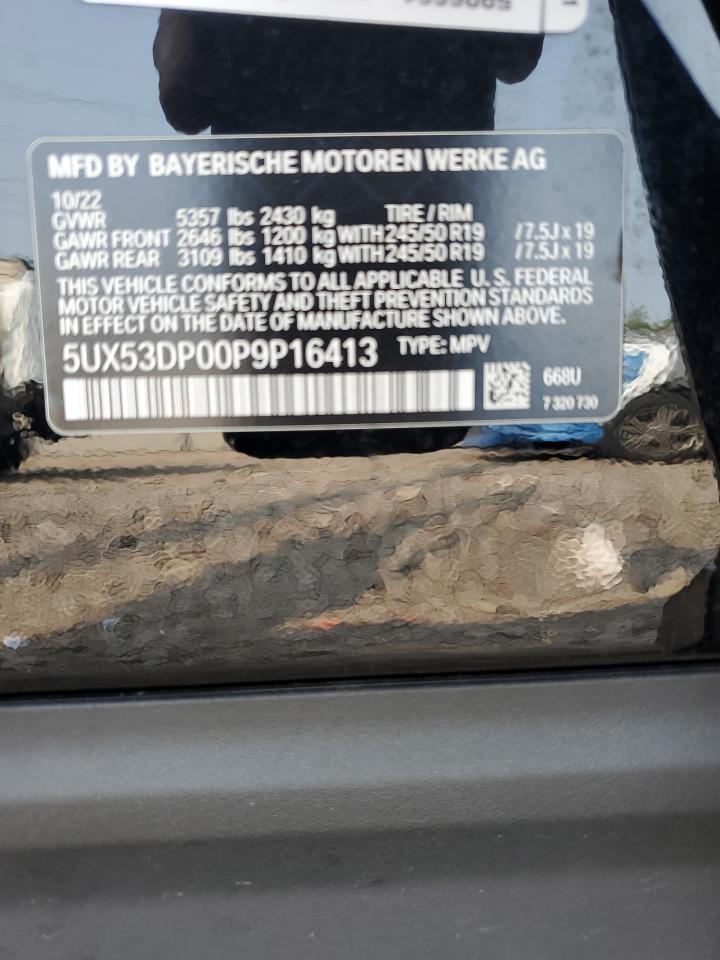 MFD BY BAYERISCHE MOTOREN WERKE AG
10/22
GVWR 5357 lbs 2430 kg TIRE / RIM
GAWR FRONT 2646 lbs 1200 kg WITH 245/50 R19 / 7.5J x 19
GAWR REAR 3109 lbs 1410 kg WITH 245/50 R19 / 7.5J x 19
THIS VEHICLE CONFORMS TO ALL APPLICABLE U. S. FEDERAL
MOTOR VEHICLE SAFETY AND THEFT PREVENTION STANDARDS
IN EFFECT ON THE DATE OF MANUFACTURE SHOWN ABOVE.
5UX53DP00P9P16413 TYPE: MPV
668U
7 320 730